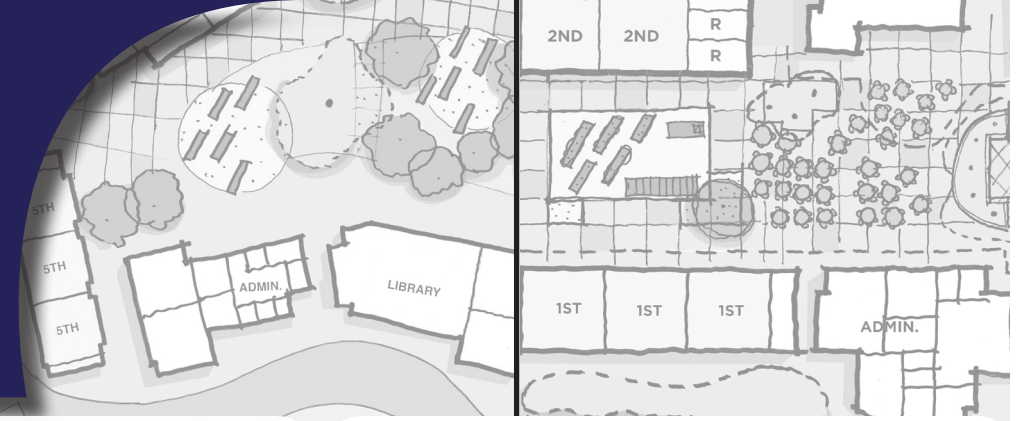 5TH
5TH
5TH
ADMIN.
LIBRARY
2ND
2ND
R
R
1ST
1ST
1ST
ADMIN.